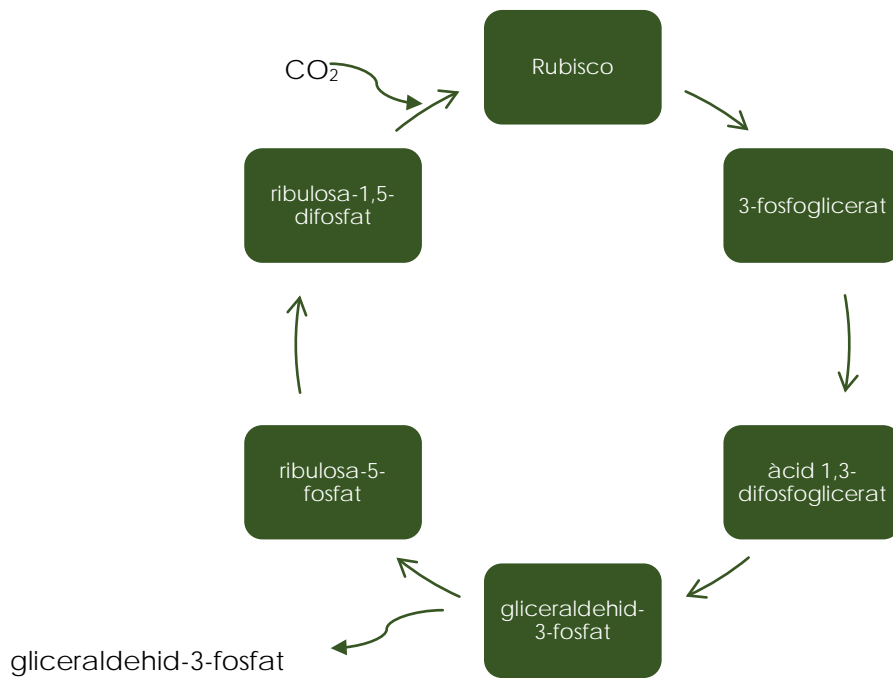 CO₂
Rubisco
3-fosfoglicerat
àcid 1,3-
difosfoglicerat
gliceraldehid-
3-fosfat
gliceraldehid-3-fosfat
ribulosa-5-
fosfat
ribulosa-1,5-
difosfat